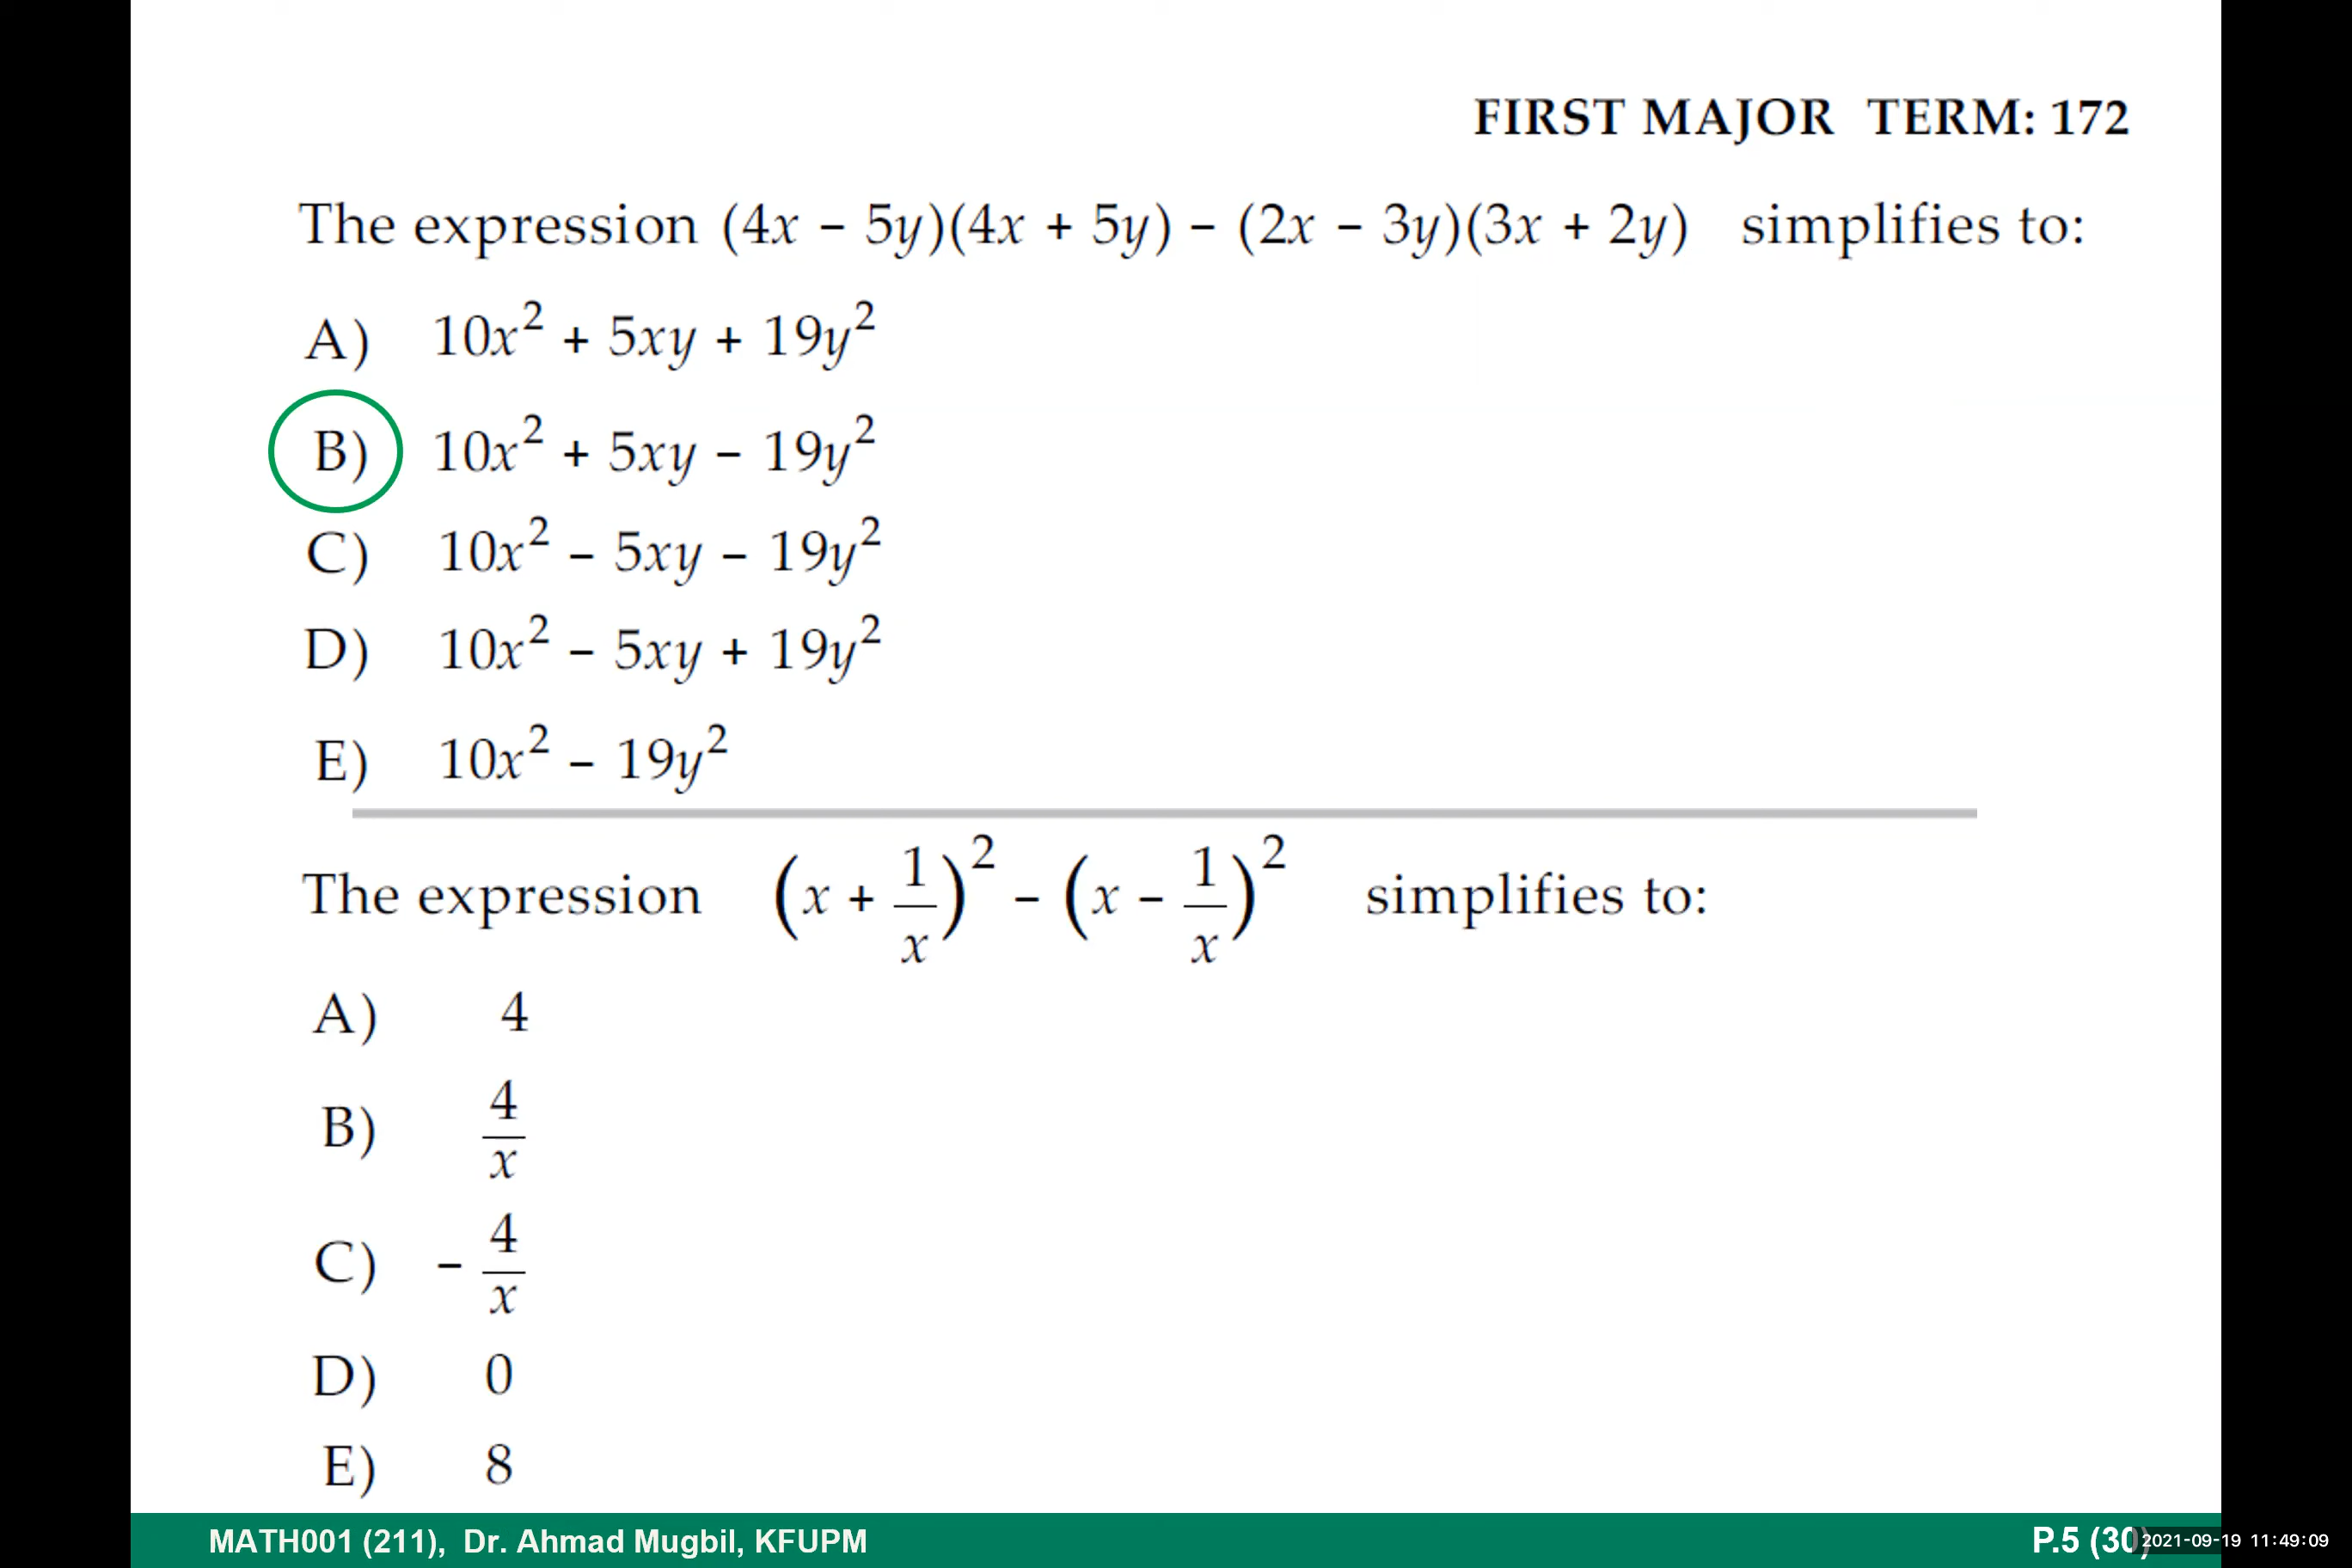 FIRST MAJOR TERM: 172
The expression (4x − 5y)(4x + 5y) − (2x − 3y)(3x + 2y) simplifies to:
A) 10x² + 5xy + 19y²
B) 10x² + 5xy − 19y²
C) 10x² − 5xy − 19y²
D) 10x² − 5xy + 19y²
E) 10x² − 19y²
The expression (x + 1/x)² − (x − 1/x)² simplifies to:
A) 4
B) 4/x
C) − 4/x
D) 0
E) 8
MATH001 (211), Dr. Ahmad Mugbil, KFUPM P.5 (30) 2021-09-19 11:49:09